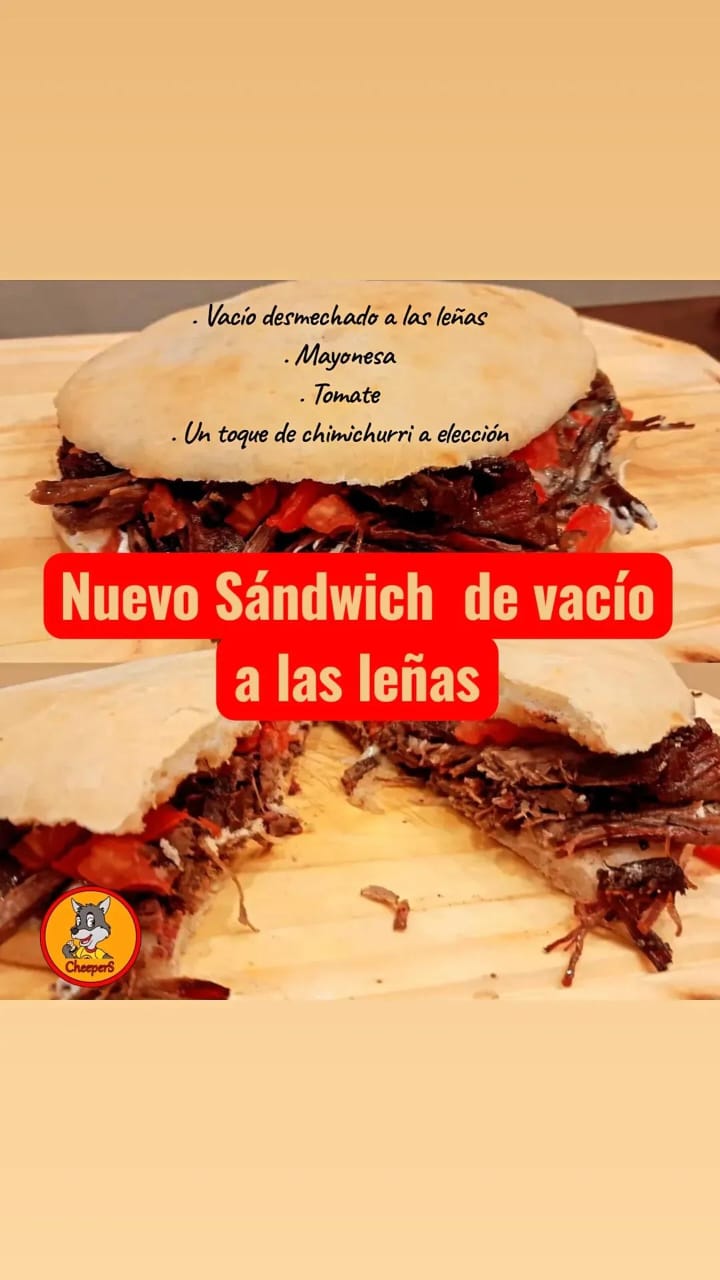 . Vacío desmechado a las leñas
. Mayonesa
. Tomate
. Un toque de chimichurri a elección
Nuevo Sándwich de vacío
a las leñas
CheeperS